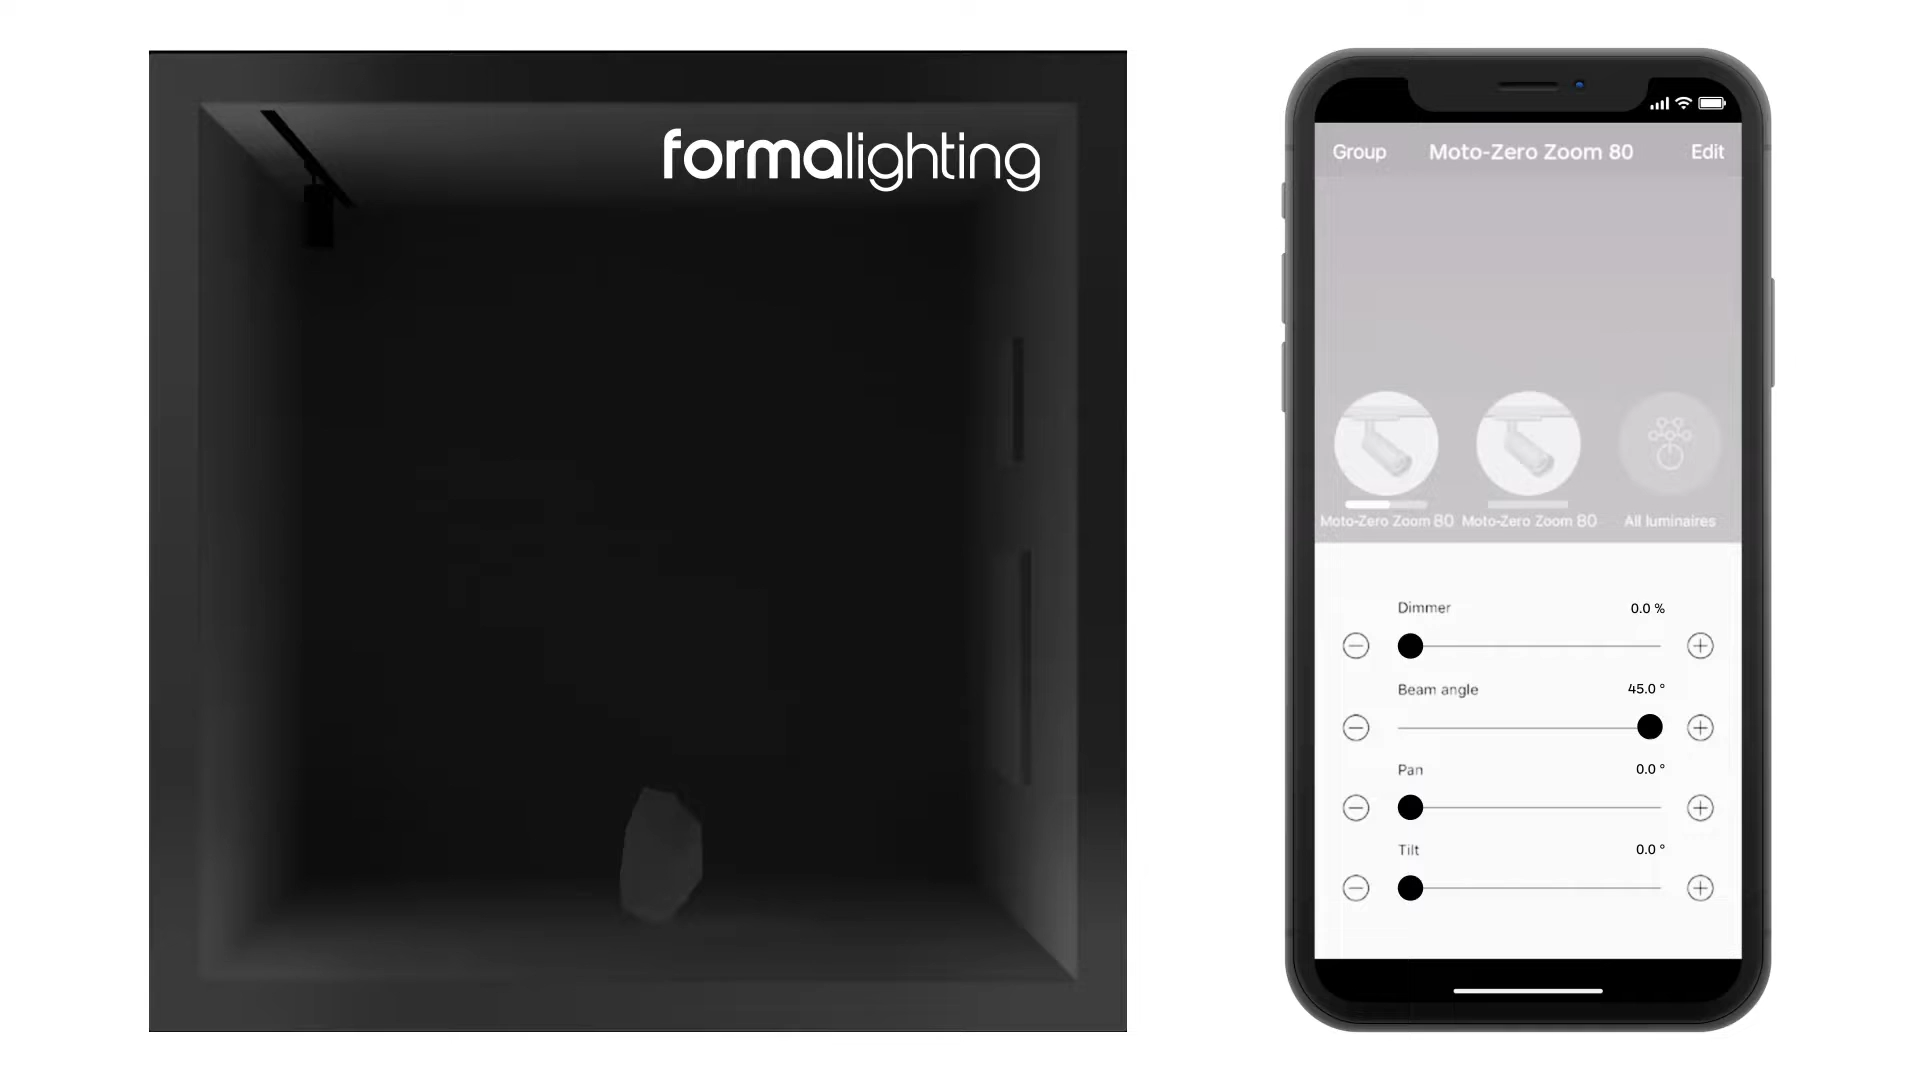 formalighting
Group Moto-Zero Zoom 80 Edit
Moto-Zero Zoom 80 Moto-Zero Zoom 80 All luminaires
Dimmer 0.0 %
Beam angle 45.0 °
Pan 0.0 °
Tilt 0.0 °